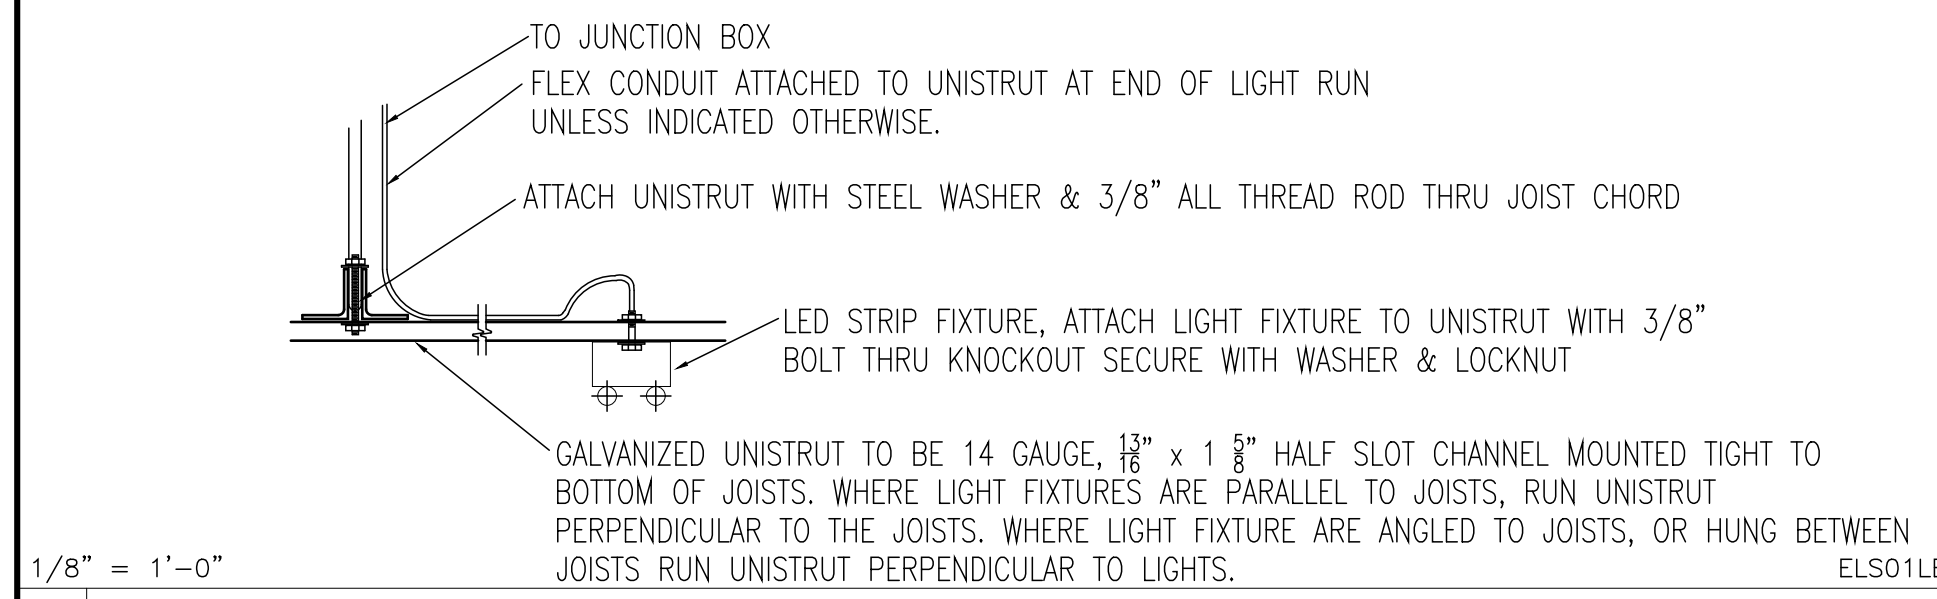 TO JUNCTION BOX
FLEX CONDUIT ATTACHED TO UNISTRUT AT END OF LIGHT RUN
UNLESS INDICATED OTHERWISE.
ATTACH UNISTRUT WITH STEEL WASHER & 3/8" ALL THREAD ROD THRU JOIST CHORD
LED STRIP FIXTURE, ATTACH LIGHT FIXTURE TO UNISTRUT WITH 3/8"
BOLT THRU KNOCKOUT SECURE WITH WASHER & LOCKNUT
GALVANIZED UNISTRUT TO BE 14 GAUGE, 13/16" x 1 5/8" HALF SLOT CHANNEL MOUNTED TIGHT TO
BOTTOM OF JOISTS. WHERE LIGHT FIXTURES ARE PARALLEL TO JOISTS, RUN UNISTRUT
PERPENDICULAR TO THE JOISTS. WHERE LIGHT FIXTURE ARE ANGLED TO JOISTS, OR HUNG BETWEEN
JOISTS RUN UNISTRUT PERPENDICULAR TO LIGHTS.
1/8" = 1'-0"